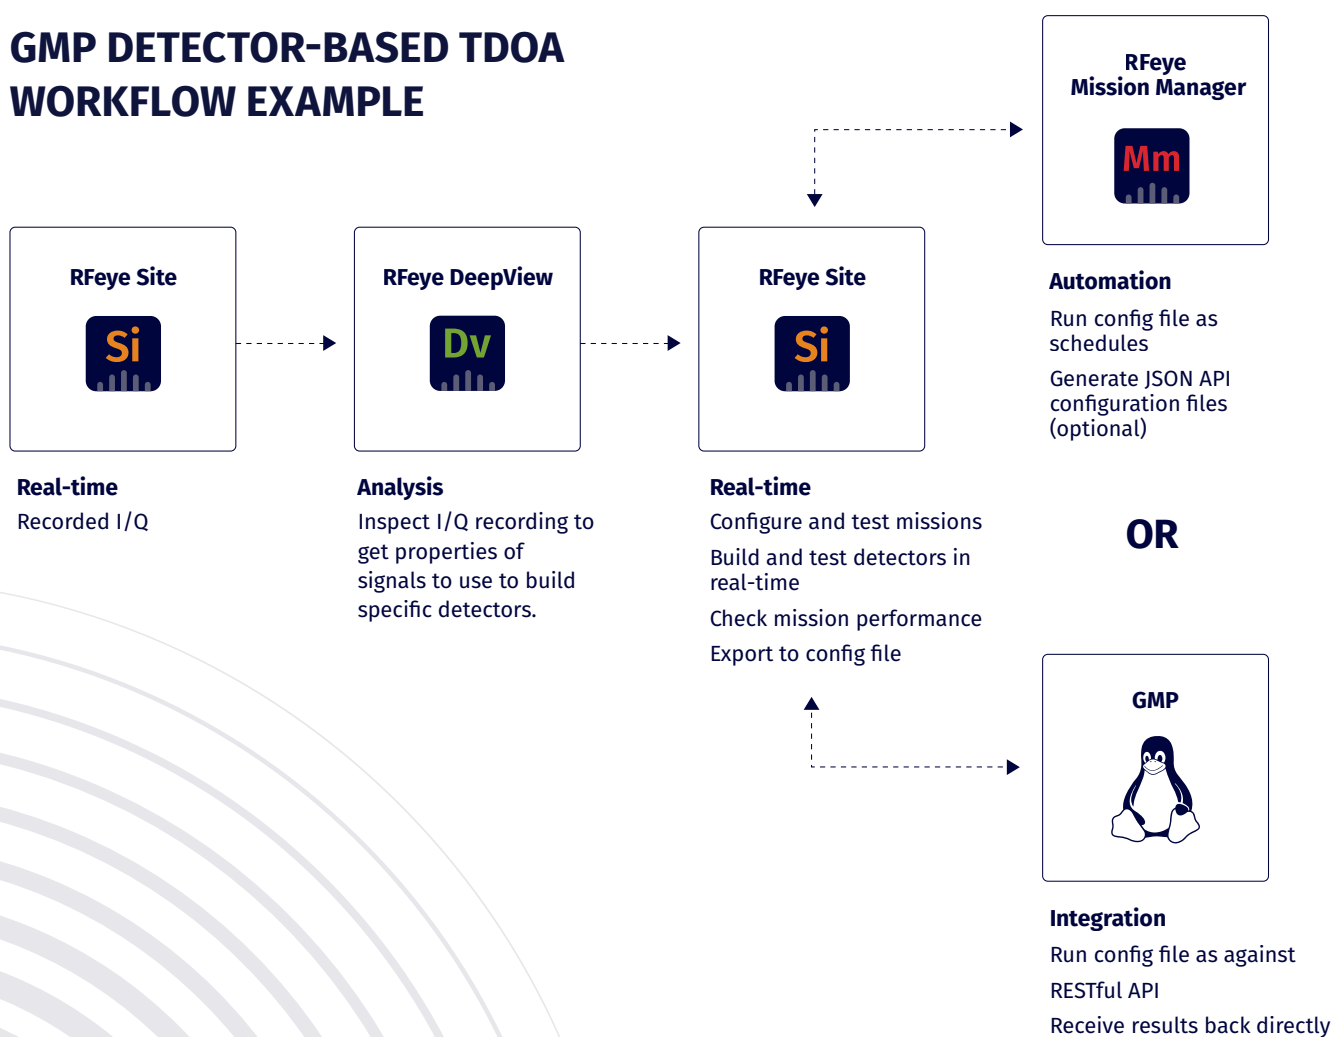 GMP DETECTOR-BASED TDOA
WORKFLOW EXAMPLE
RFeye Site
Si
Real-time
Recorded I/Q
RFeye DeepView
Dv
Analysis
Inspect I/Q recording to
get properties of
signals to use to build
specific detectors.
RFeye Site
Si
Real-time
Configure and test missions
Build and test detectors in
real-time
Check mission performance
Export to config file
RFeye
Mission Manager
Mm
Automation
Run config file as
schedules
Generate JSON API
configuration files
(optional)
OR
GMP
Integration
Run config file as against
RESTful API
Receive results back directly